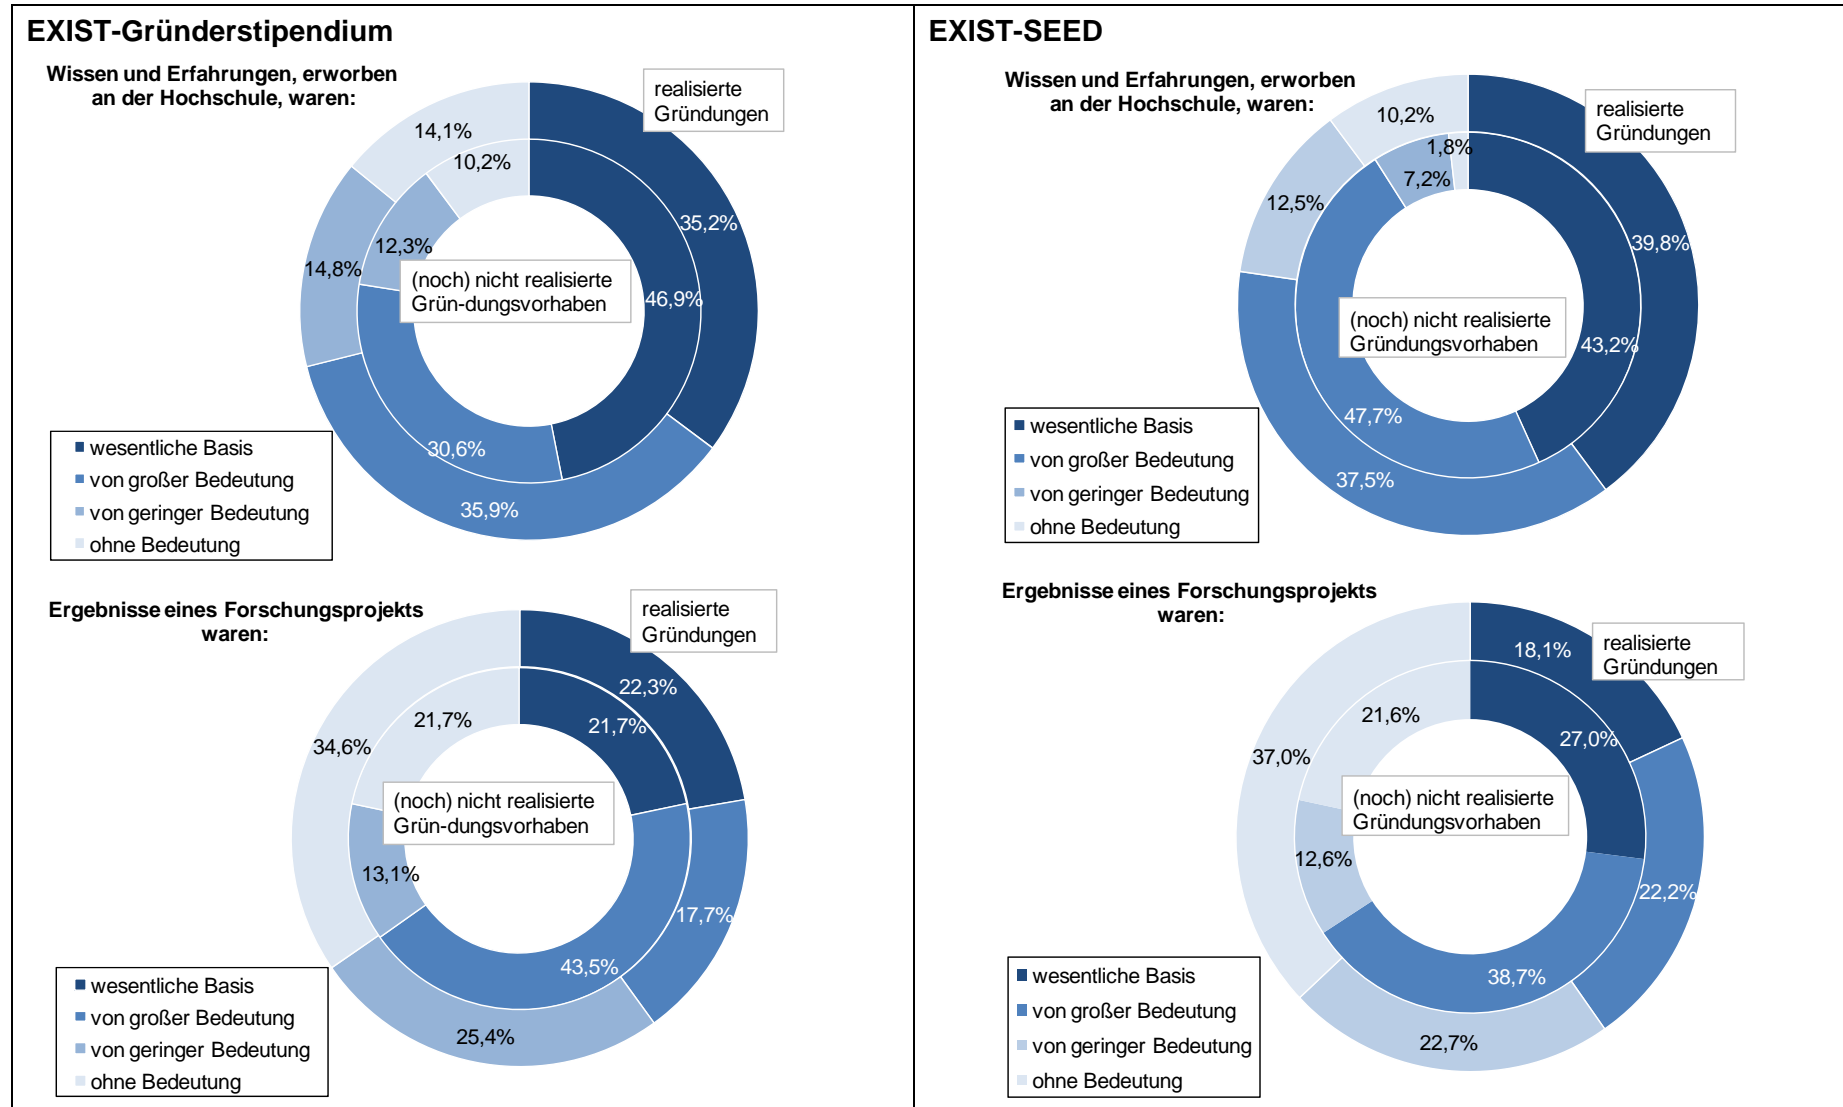 EXIST-Gründerstipendium
Wissen und Erfahrungen, erworben
an der Hochschule, waren:
realisierte
Gründungen
14,1%
10,2%
35,2%
12,3%
14,8%
(noch) nicht realisierte
Grün-dungsvorhaben
46,9%
30,6%
35,9%
wesentliche Basis
von großer Bedeutung
von geringer Bedeutung
ohne Bedeutung
Ergebnisse eines Forschungsprojekts
waren:
realisierte
Gründungen
22,3%
21,7%
21,7%
34,6%
(noch) nicht realisierte
Grün-dungsvorhaben
13,1%
17,7%
43,5%
25,4%
wesentliche Basis
von großer Bedeutung
von geringer Bedeutung
ohne Bedeutung
EXIST-SEED
Wissen und Erfahrungen, erworben
an der Hochschule, waren:
realisierte
Gründungen
10,2%
1,8%
7,2%
12,5%
39,8%
(noch) nicht realisierte
Gründungsvorhaben
43,2%
47,7%
37,5%
wesentliche Basis
von großer Bedeutung
von geringer Bedeutung
ohne Bedeutung
Ergebnisse eines Forschungsprojekts
waren:
realisierte
Gründungen
18,1%
21,6%
27,0%
37,0%
(noch) nicht realisierte
Gründungsvorhaben
12,6%
22,2%
38,7%
22,7%
wesentliche Basis
von großer Bedeutung
von geringer Bedeutung
ohne Bedeutung